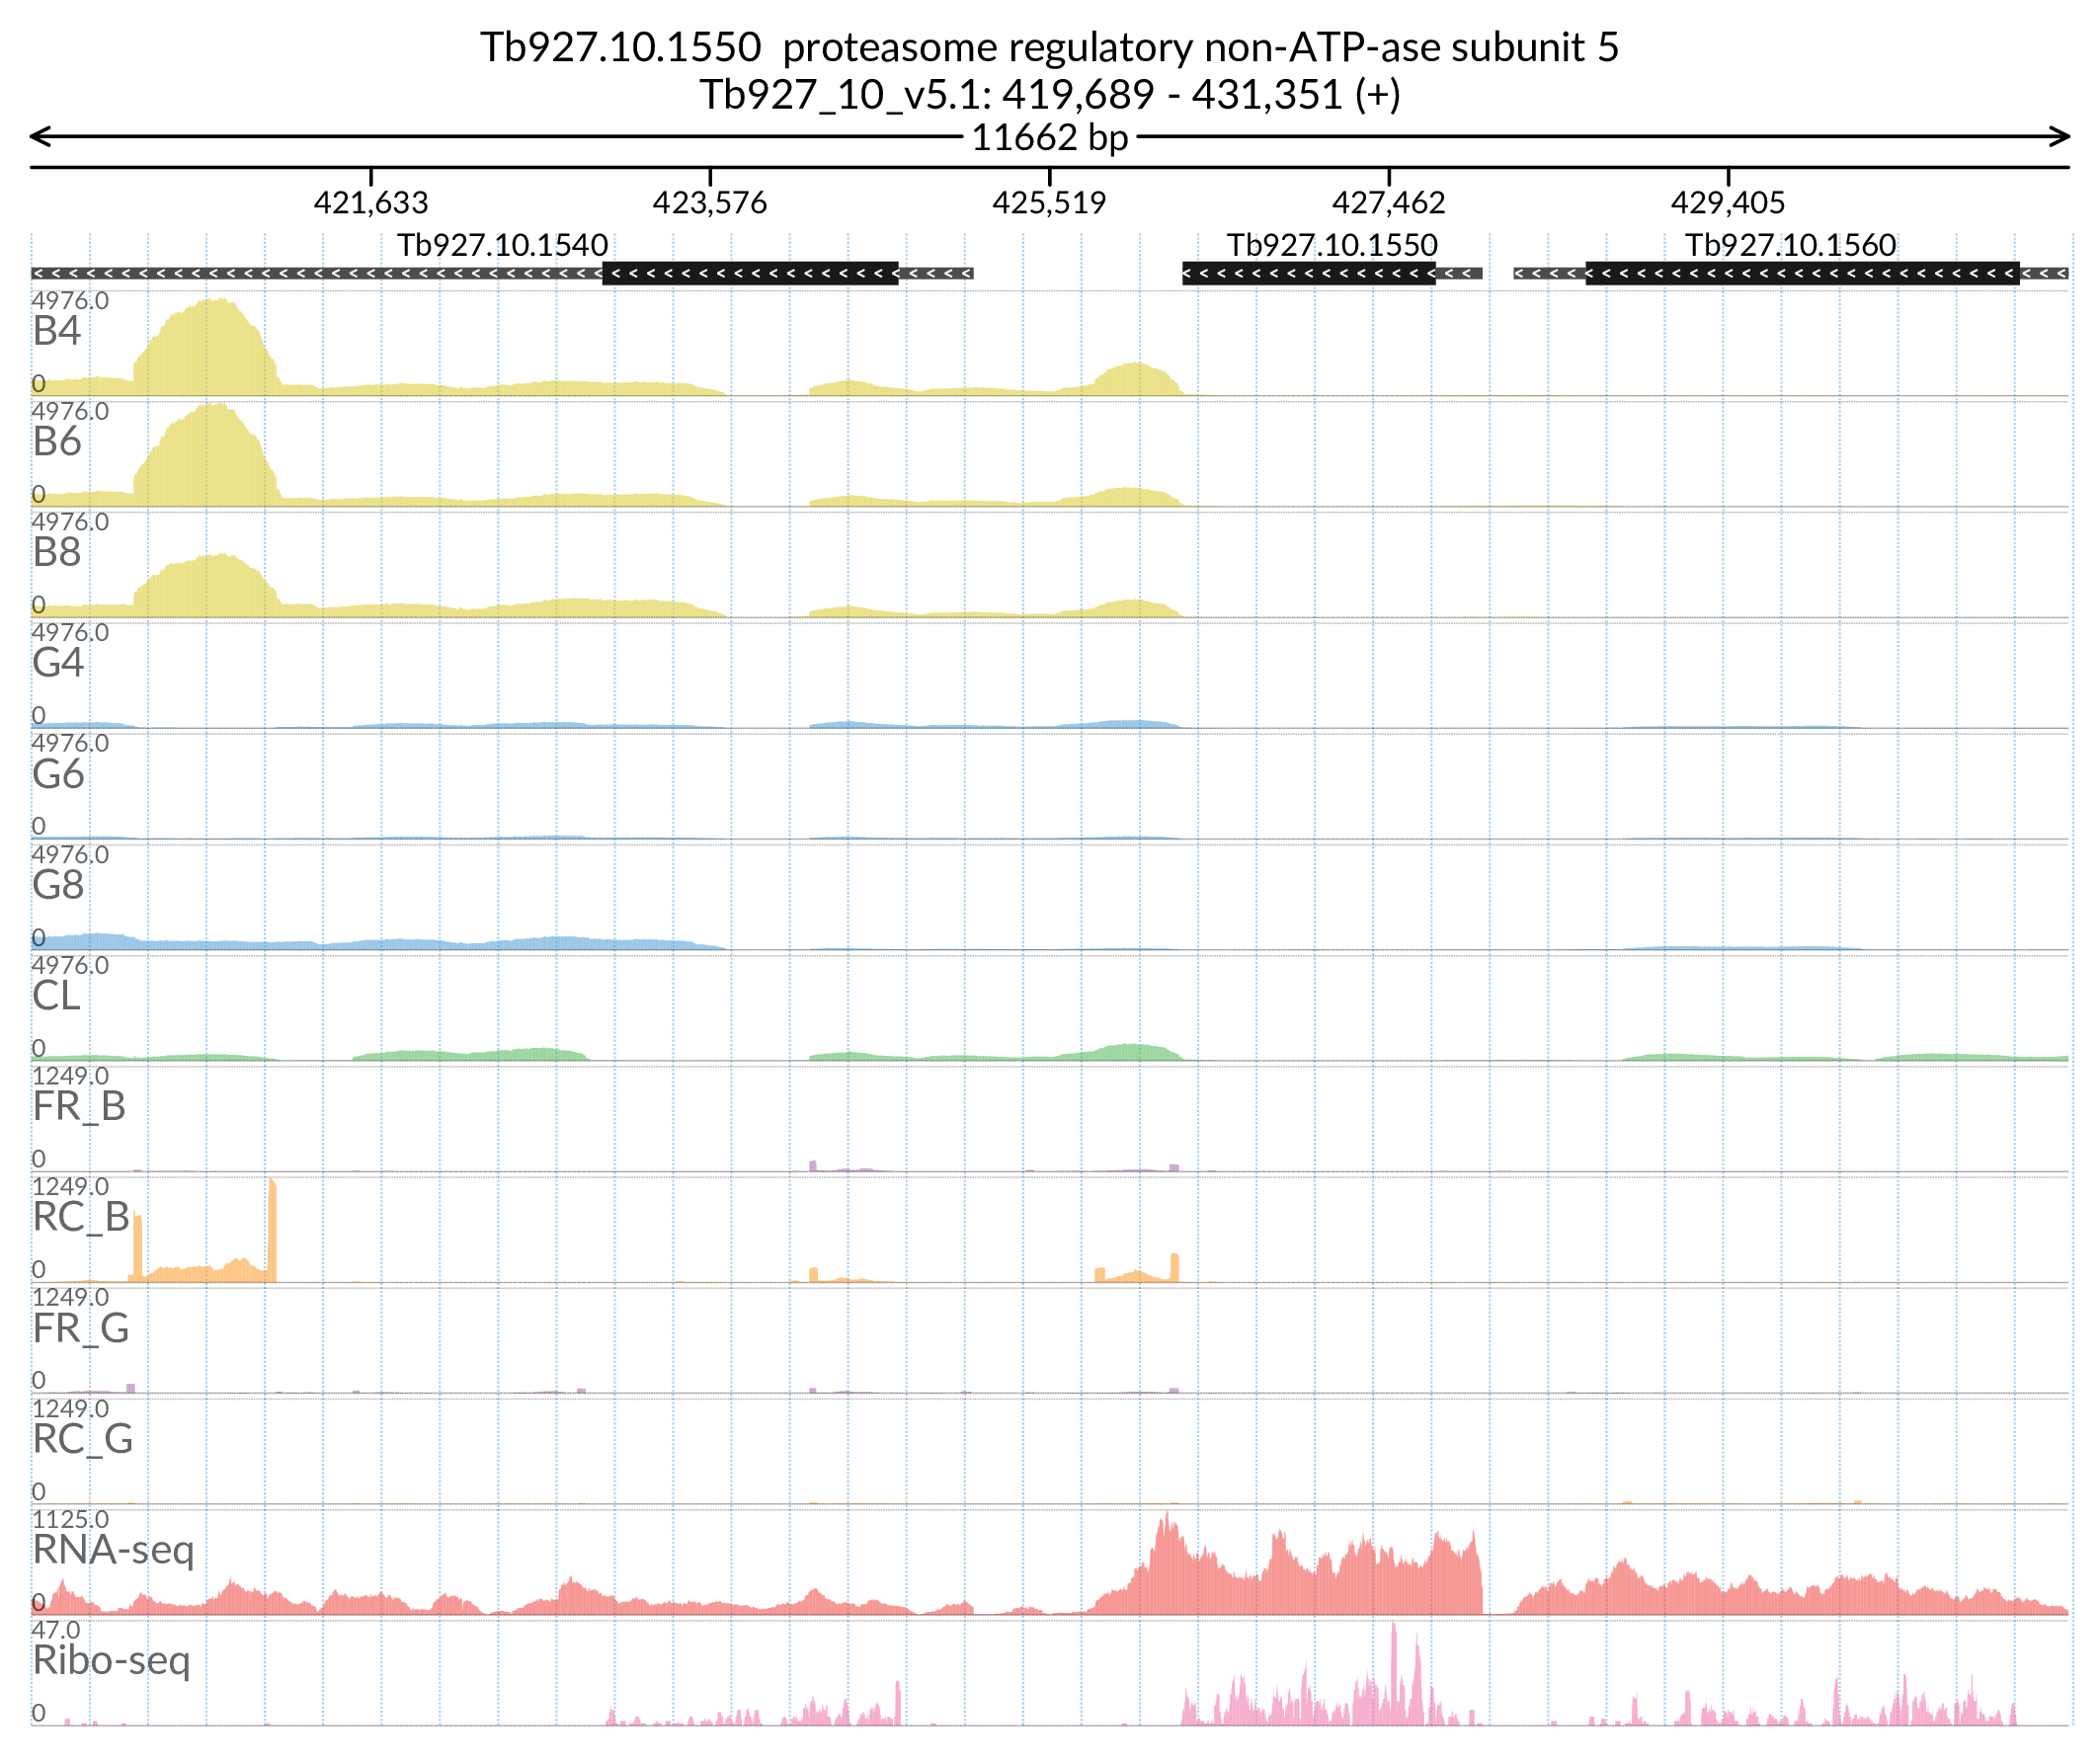 Tb927.10.1550  proteasome regulatory non-ATP-ase subunit 5
Tb927_10_v5.1: 419,689 - 431,351 (+)
11662 bp
421,633 423,576 425,519 427,462 429,405
Tb927.10.1540 Tb927.10.1550 Tb927.10.1560
4976.0
B4
0
4976.0
B6
0
4976.0
B8
0
4976.0
G4
0
4976.0
G6
0
4976.0
G8
0
4976.0
CL
0
1249.0
FR_B
0
1249.0
RC_B
0
1249.0
FR_G
0
1249.0
RC_G
0
1125.0
RNA-seq
0
47.0
Ribo-seq
0